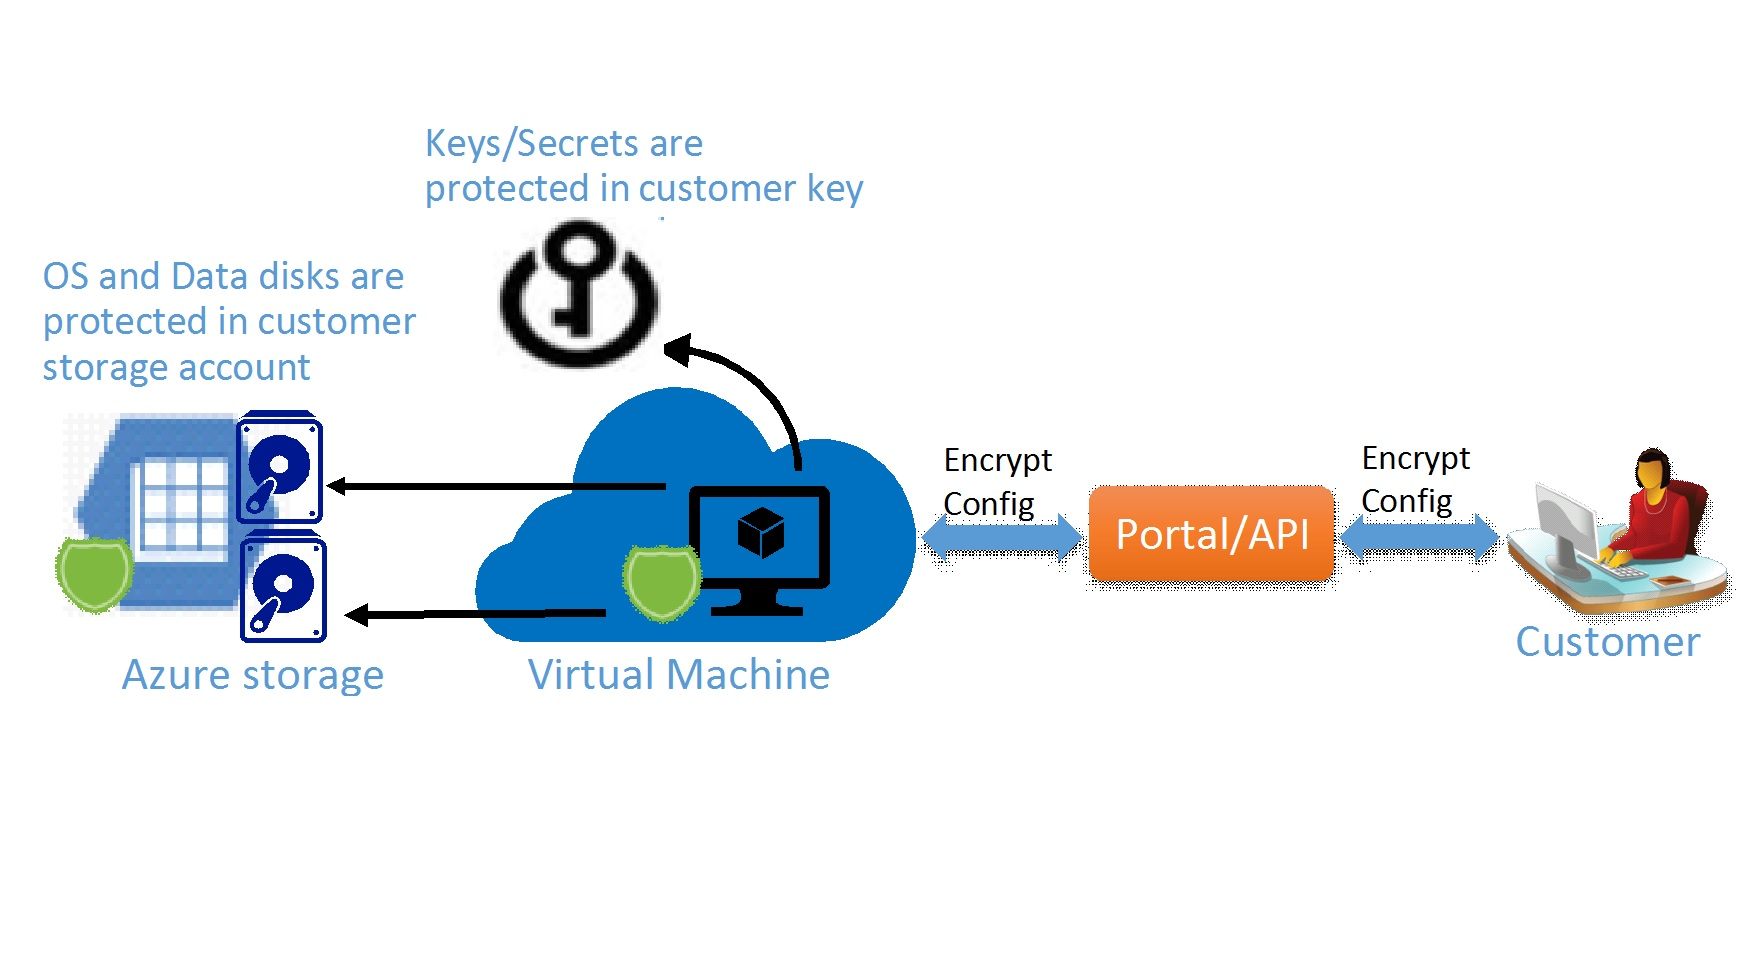 Keys/Secrets are
protected in customer key
OS and Data disks are
protected in customer
storage account
Encrypt
Config
Portal/API
Encrypt
Config
Customer
Azure storage
Virtual Machine